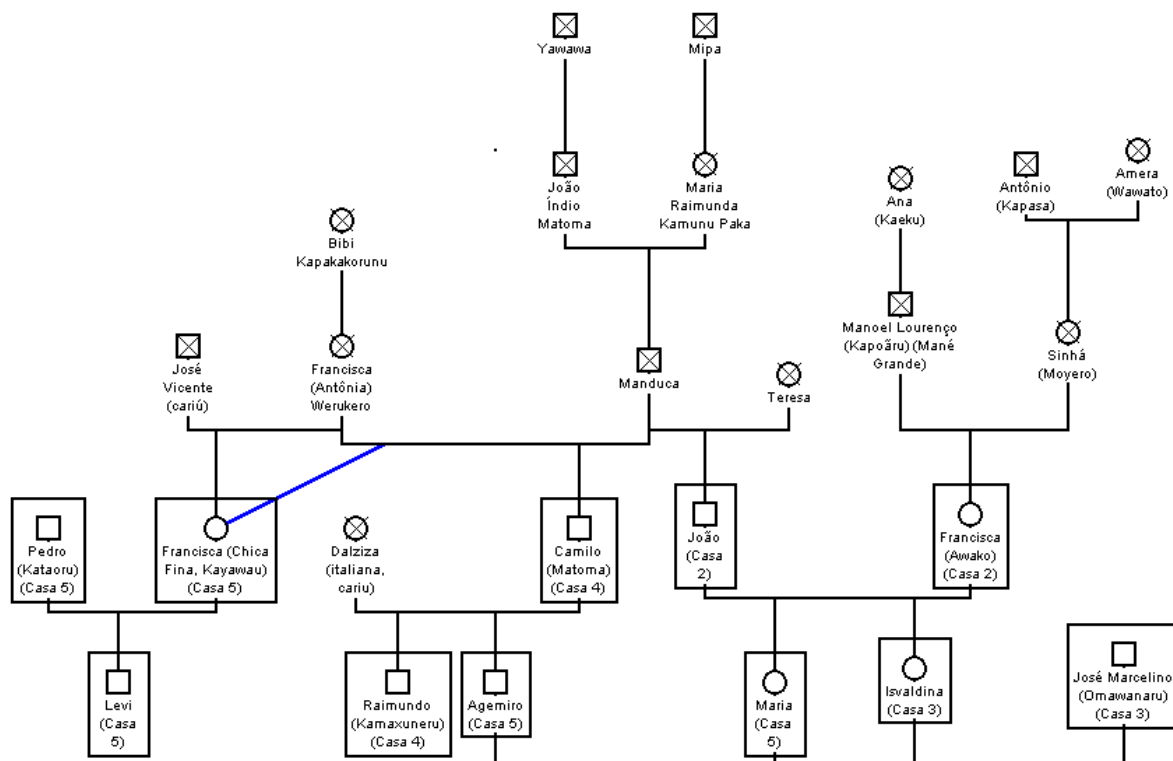 Yawawa
Mipa
João
Índio
Matoma
Maria
Raimunda
Kamunu Paka
Ana
(Kaeku)
Antônio
(Kapasa)
Amera
(Wawato)
Bibi
Kapakakorunu
José
Vicente
(cariú)
Francisca
(Antônia)
Werukero
Manduca
Teresa
Manoel Lourenço
(Kapoãru) (Mané
Grande)
Sinhá
(Moyero)
Pedro
(Kataoru)
(Casa 5)
Francisca (Chica
Fina, Kayawau)
(Casa 5)
Dalziza
(italiana,
cariu)
Camilo
(Matoma)
(Casa 4)
João
(Casa
2)
Francisca
(Awako)
(Casa 2)
Levi
(Casa
5)
Raimundo
(Kamaxuneru)
(Casa 4)
Agemiro
(Casa 5)
Maria
(Casa
5)
Isvaldina
(Casa 3)
José Marcelino
(Omawanaru)
(Casa 3)